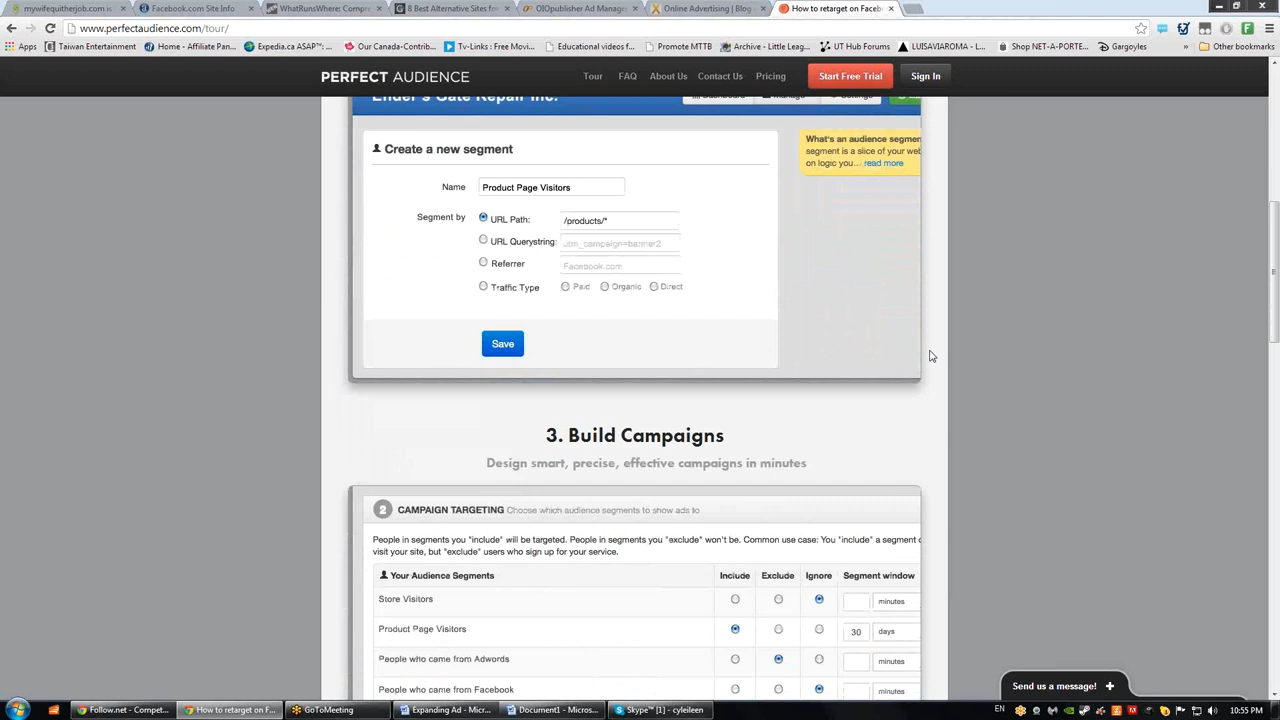 mywifequitherjob.com is
Facebook.com Site Info
WhatRunsWhere: Compre
8 Best Alternative Sites for
OIOpublisher Ad Manage
Online Advertising | Blog
How to retarget on Faceb
www.perfectaudience.com/tour/
Apps
Taiwan Entertainment
Home - Affiliate Pan...
Expedia.ca ASAP™:...
Our Canada-Contrib...
Tv-Links: Free Movi...
Educational videos f...
Promote MTTB
Archive - Little Leag...
UT Hub Forums
LUISAVIAROMA - L...
Shop NET-A-PORTE...
Gargoyles
»
Other bookmarks
PERFECT AUDIENCE
Tour
FAQ
About Us
Contact Us
Pricing
Start Free Trial
Sign In
Ender's Gate Repair Inc.
Dashboard
Manage
Settings
Create a new segment
Name
Product Page Visitors
Segment by
URL Path:
/products/*
URL Querystring:
utm_campaign=banner2
Referrer
Facebook.com
Traffic Type
Paid
Organic
Direct
Save
What's an audience segmen
segment is a slice of your web
on logic you... read more
3. Build Campaigns
Design smart, precise, effective campaigns in minutes
2 CAMPAIGN TARGETING Choose which audience segments to show ads to
People in segments you "include" will be targeted. People in segments you "exclude" won't be. Common use case: You "include" a segment
visit your site, but "exclude" users who sign up for your service.
Your Audience Segments
Include
Exclude
Ignore
Segment window
Store Visitors
minutes
Product Page Visitors
30
days
People who came from Adwords
minutes
People who came from Facebook
minutes
Send us a message! +
Follow.net - Compet...
How to retarget on F...
GoToMeeting
Expanding Ad - Micr...
Document1 - Micros...
Skype™ [1] - cyleileen
EN
10:55 PM